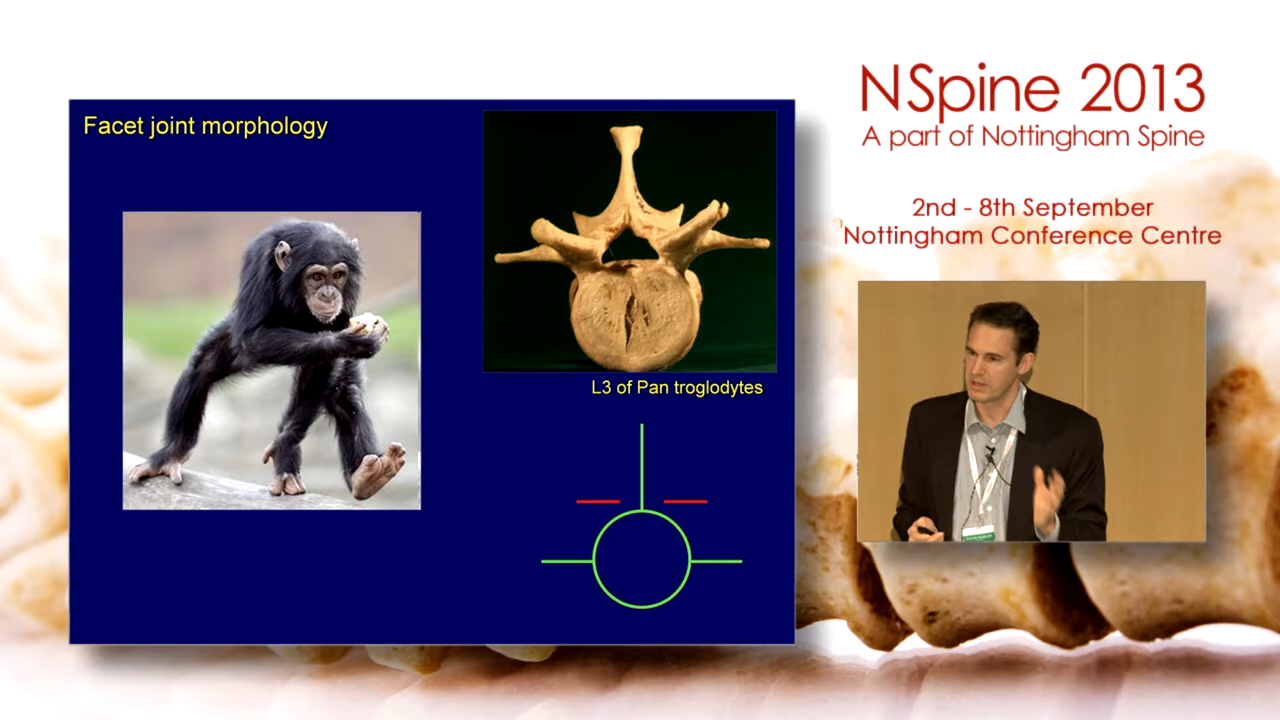 Facet joint morphology
L3 of Pan troglodytes
NSpine 2013
A part of Nottingham Spine
2nd - 8th September
Nottingham Conference Centre